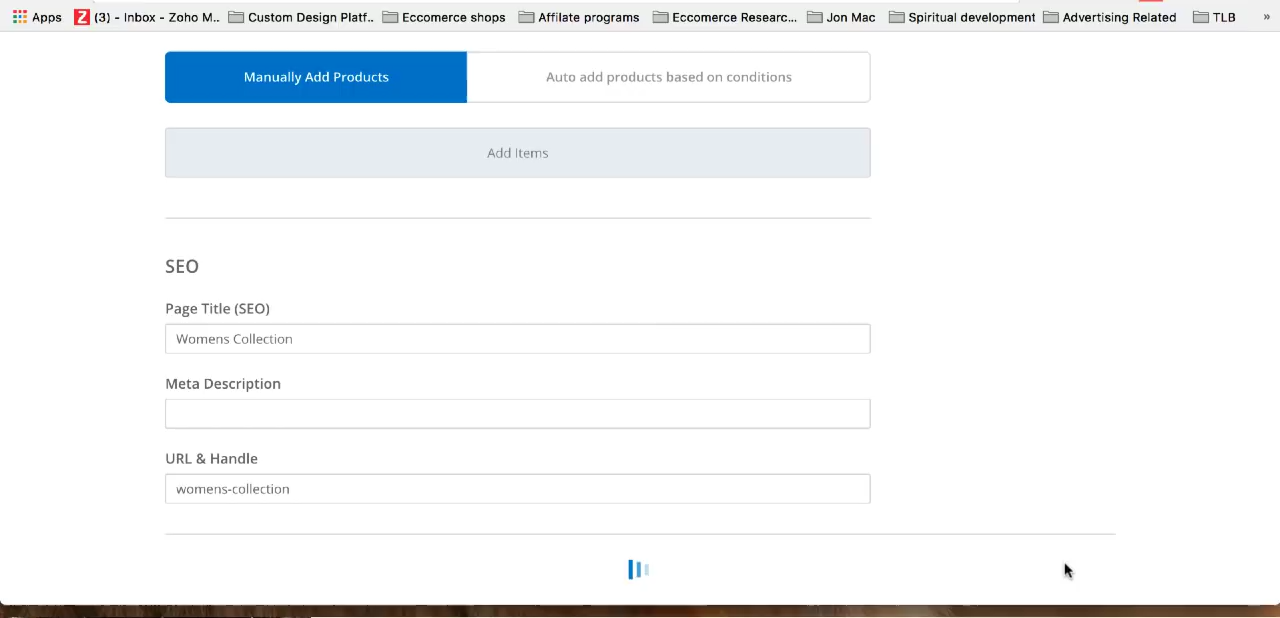 Apps Z (3) - Inbox - Zoho M.. Custom Design Platf.. Eccomerce shops Affilate programs Eccomerce Researc... Jon Mac Spiritual development Advertising Related TLB »
Manually Add Products Auto add products based on conditions
Add Items
SEO
Page Title (SEO)
Womens Collection
Meta Description
URL & Handle
womens-collection